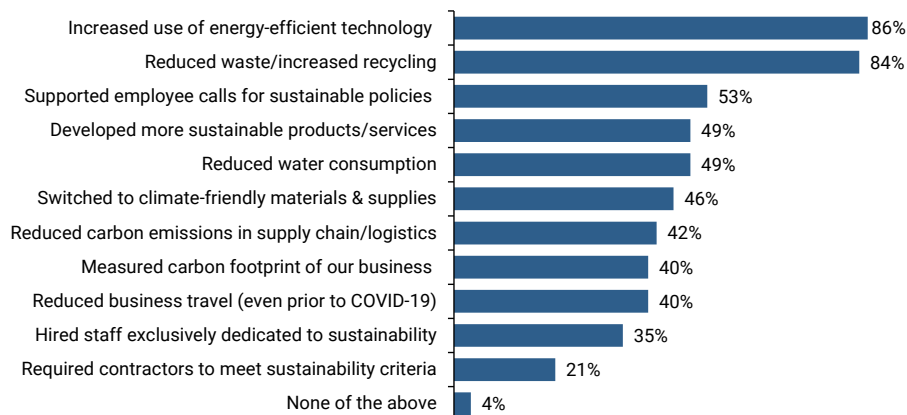 Increased use of energy-efficient technology 86%
Reduced waste/increased recycling 84%
Supported employee calls for sustainable policies 53%
Developed more sustainable products/services 49%
Reduced water consumption 49%
Switched to climate-friendly materials & supplies 46%
Reduced carbon emissions in supply chain/logistics 42%
Measured carbon footprint of our business 40%
Reduced business travel (even prior to COVID-19) 40%
Hired staff exclusively dedicated to sustainability 35%
Required contractors to meet sustainability criteria 21%
None of the above 4%